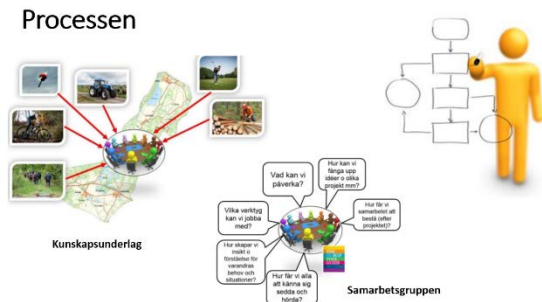 Processen
Vad kan vi
påverka?
Hur kan vi
fånga upp
idéer o olika
projekt mm?
Vilka verktyg
kan vi jobba
med?
Hur får vi
samarbetet att
bestå (efter
projektet)?
Hur skapar vi
insikt o
förståelse för
varandras
behov och
situationer?
Hur får vi alla
att känna sig
sedda och
hörda?
Kunskapsunderlag
Samarbetsgruppen